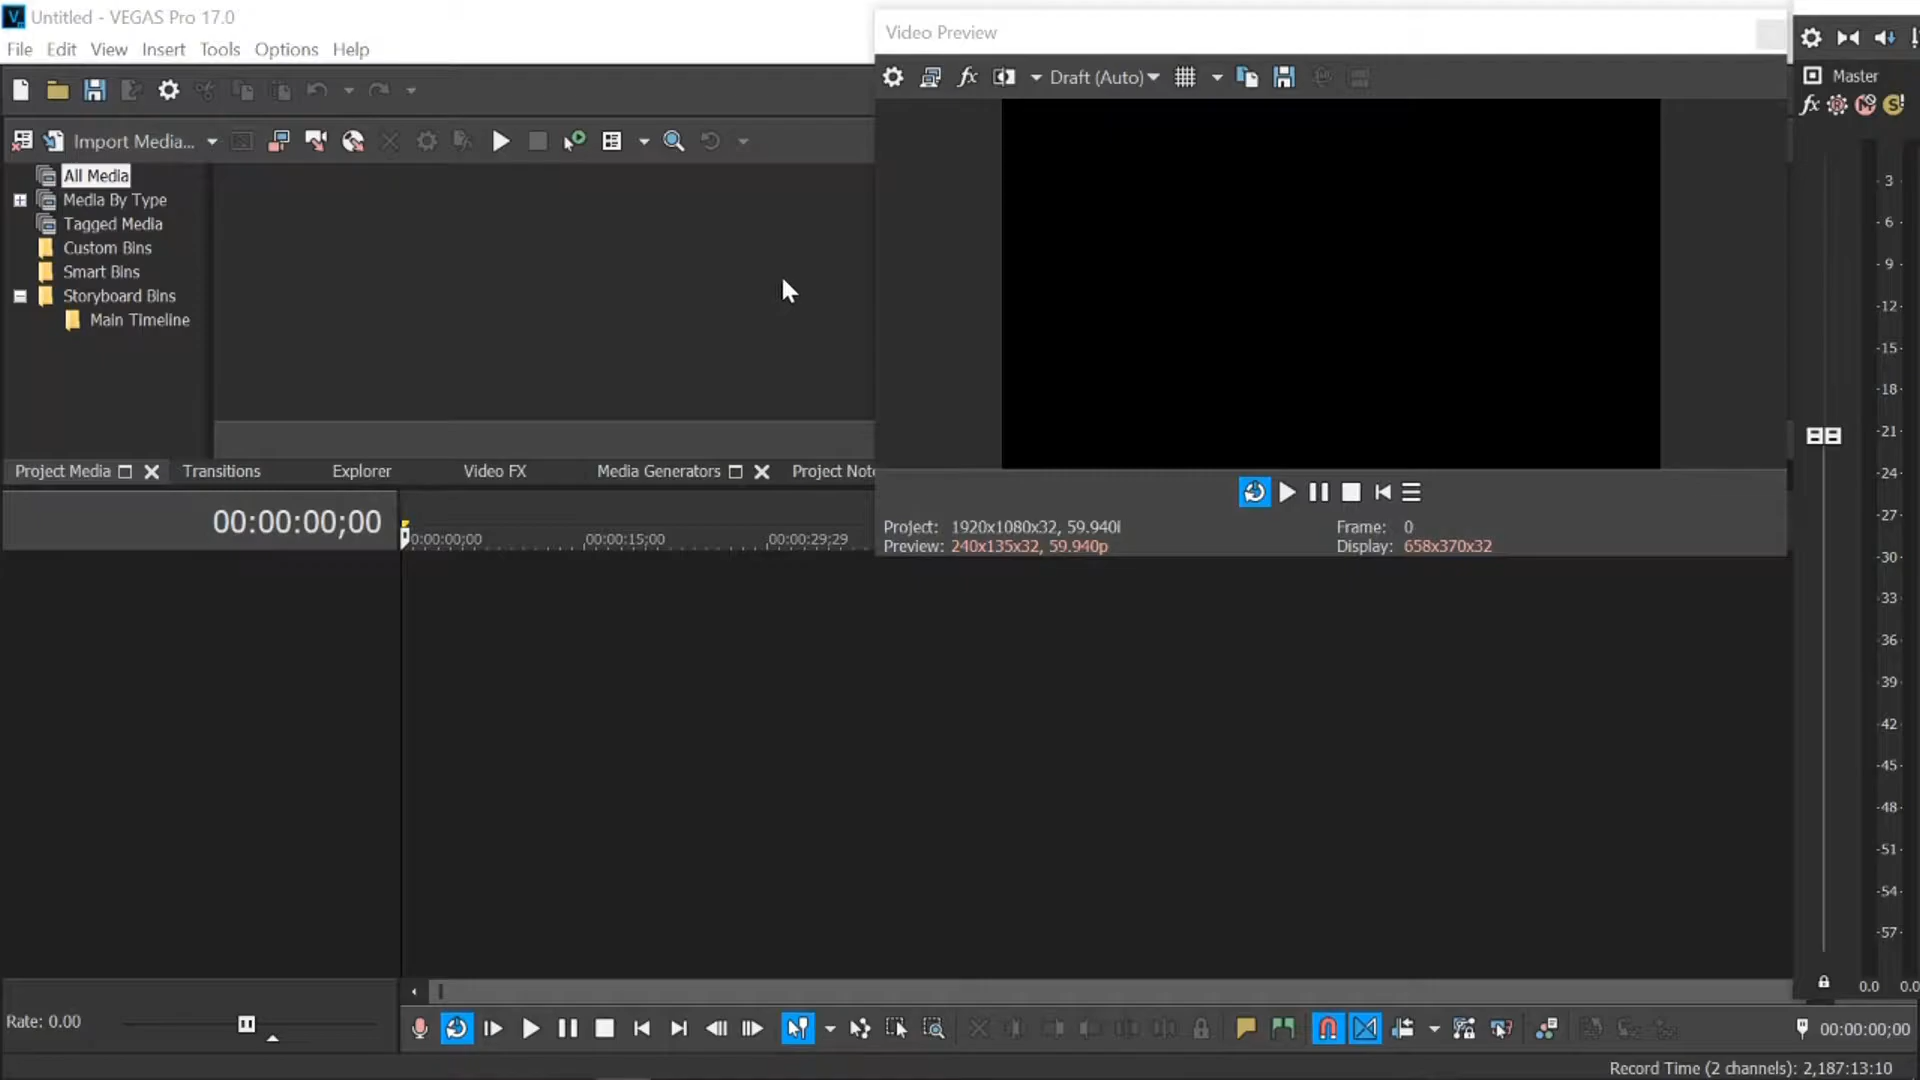 Untitled - VEGAS Pro 17.0
File Edit View Insert Tools Options Help
Import Media...
All Media
Media By Type
Tagged Media
Custom Bins
Smart Bins
Storyboard Bins
Main Timeline
Project Media
Transitions
Explorer
Video FX
Media Generators
Project Not
Video Preview
Draft (Auto)
Project: 1920x1080x32, 59.940i
Preview: 240x135x32, 59.940p
Frame: 0
Display: 658x370x32
Master
3
-6
-9
-12
-15
-18
-21
-24
-27
-30
-33
-36
-39
-42
-45
-48
-51
-54
-57
0.0 0.0
00:00:00;00
0:00:00;00
00:00:15;00
00:00:29;29
Rate: 0.00
00:00:00;00
Record Time (2 channels): 2,187:13:10